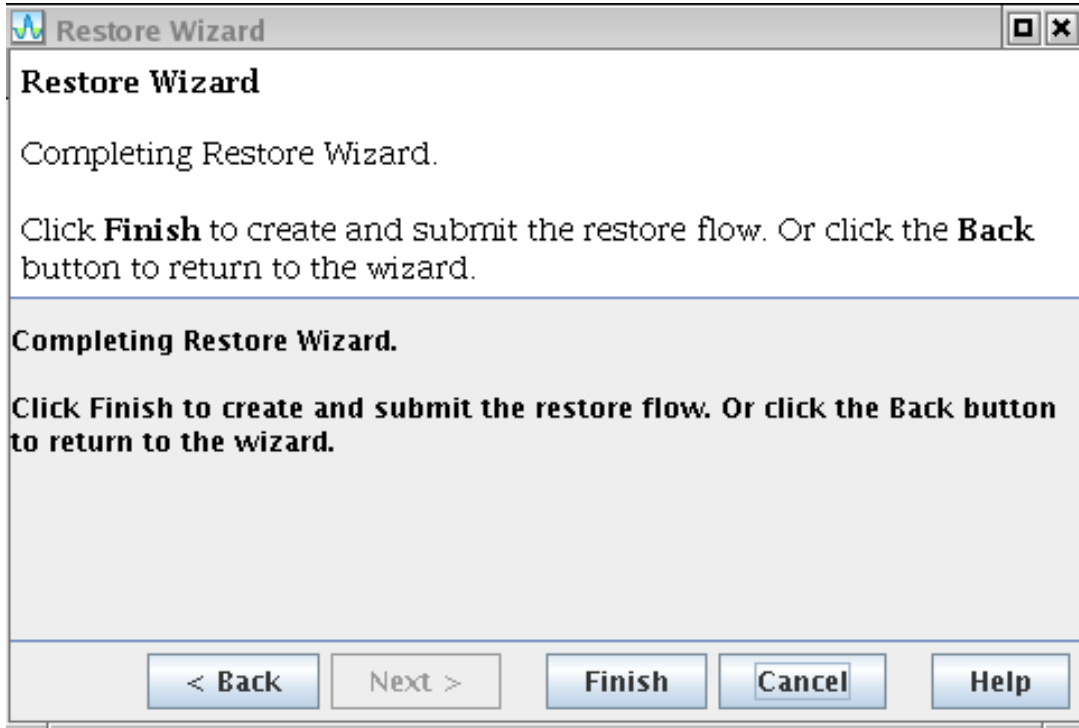 Restore Wizard
Restore Wizard
Completing Restore Wizard.
Click Finish to create and submit the restore flow. Or click the Back
button to return to the wizard.
Completing Restore Wizard.
Click Finish to create and submit the restore flow. Or click the Back button
to return to the wizard.
< Back Next > Finish Cancel Help